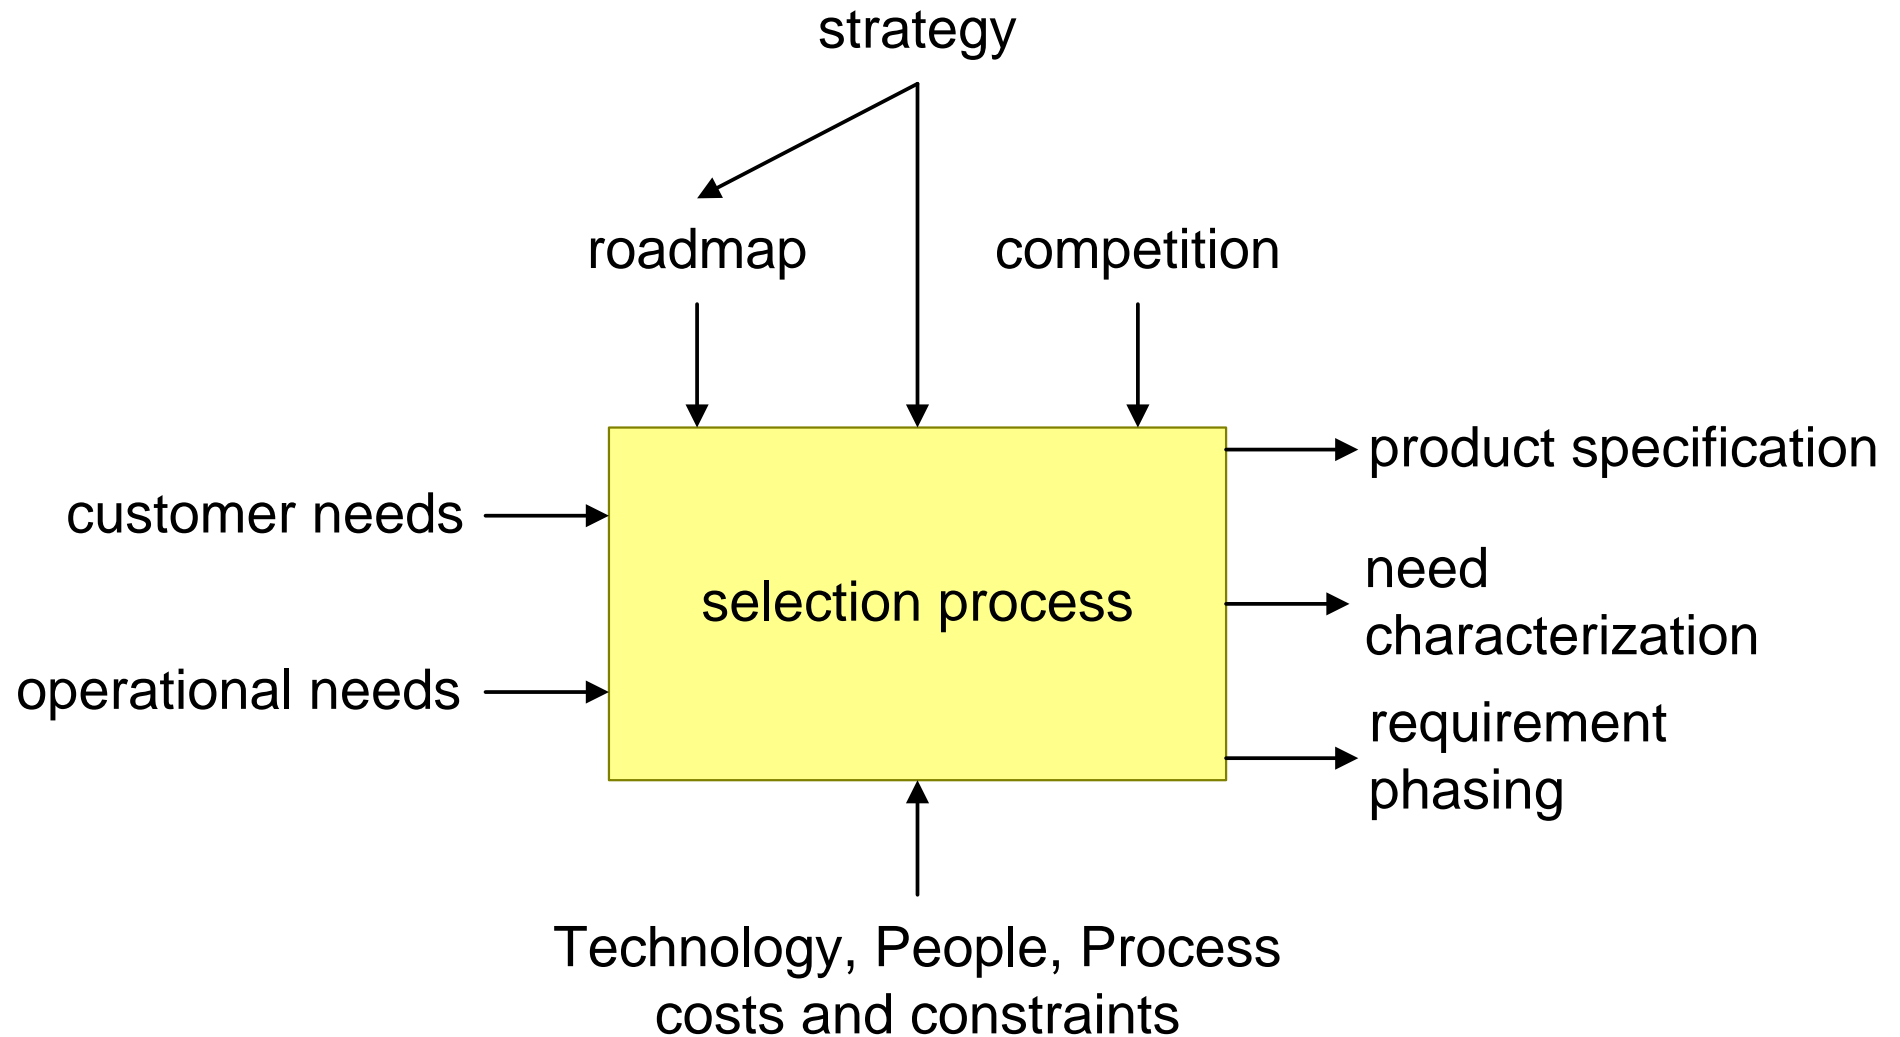 strategy
roadmap
competition
product specification
customer needs
need
characterization
selection process
operational needs
requirement
phasing
Technology, People, Process
costs and constraints